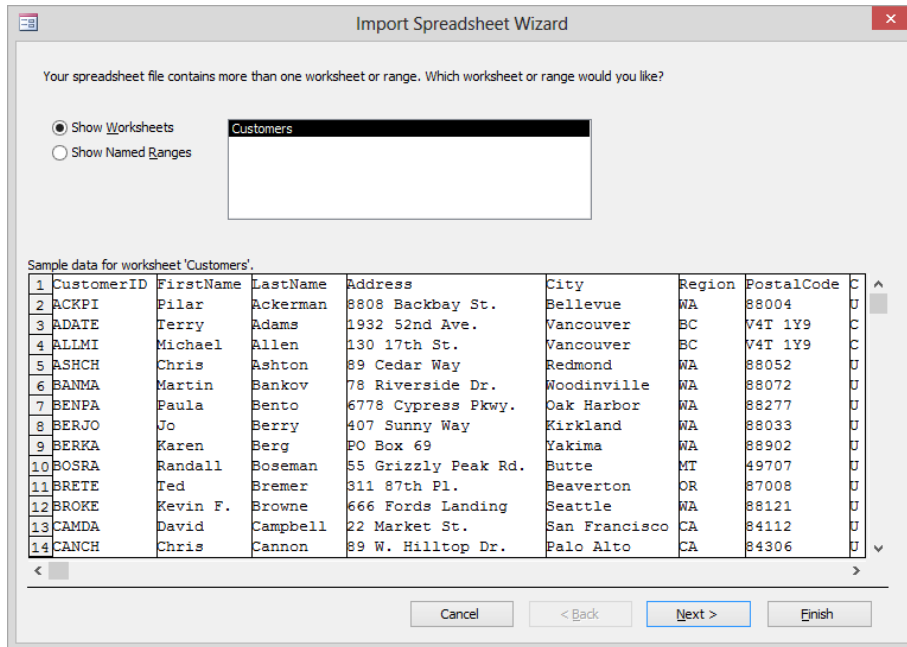 Import Spreadsheet Wizard
Your spreadsheet file contains more than one worksheet or range. Which worksheet or range would you like?
Show Worksheets
Customers
Show Named Ranges
Sample data for worksheet 'Customers'.
1 CustomerID FirstName LastName Address City Region PostalCode C
2 ACKPI Pilar Ackerman 8808 Backbay St. Bellevue WA 88004 U
3 ADATE Terry Adams 1932 52nd Ave. Vancouver BC V4T 1Y9 C
4 ALLMI Michael Allen 130 17th St. Vancouver BC V4T 1Y9 C
5 ASHCH Chris Ashton 89 Cedar Way Redmond WA 88052 U
6 BANMA Martin Bankov 78 Riverside Dr. Woodinville WA 88072 U
7 BENPA Paula Bento 6778 Cypress Pkwy. Oak Harbor WA 88277 U
8 BERJO Jo Berry 407 Sunny Way Kirkland WA 88033 U
9 BERKA Karen Berg PO Box 69 Yakima WA 88902 U
10 BOSRA Randall Boseman 55 Grizzly Peak Rd. Butte MT 49707 U
11 BRETE Ted Bremer 311 87th Pl. Beaverton OR 87008 U
12 BROKE Kevin F. Browne 666 Fords Landing Seattle WA 88121 U
13 CAMDA David Campbell 22 Market St. San Francisco CA 84112 U
14 CANCH Chris Cannon 89 W. Hilltop Dr. Palo Alto CA 84306 U
Cancel < Back Next > Finish